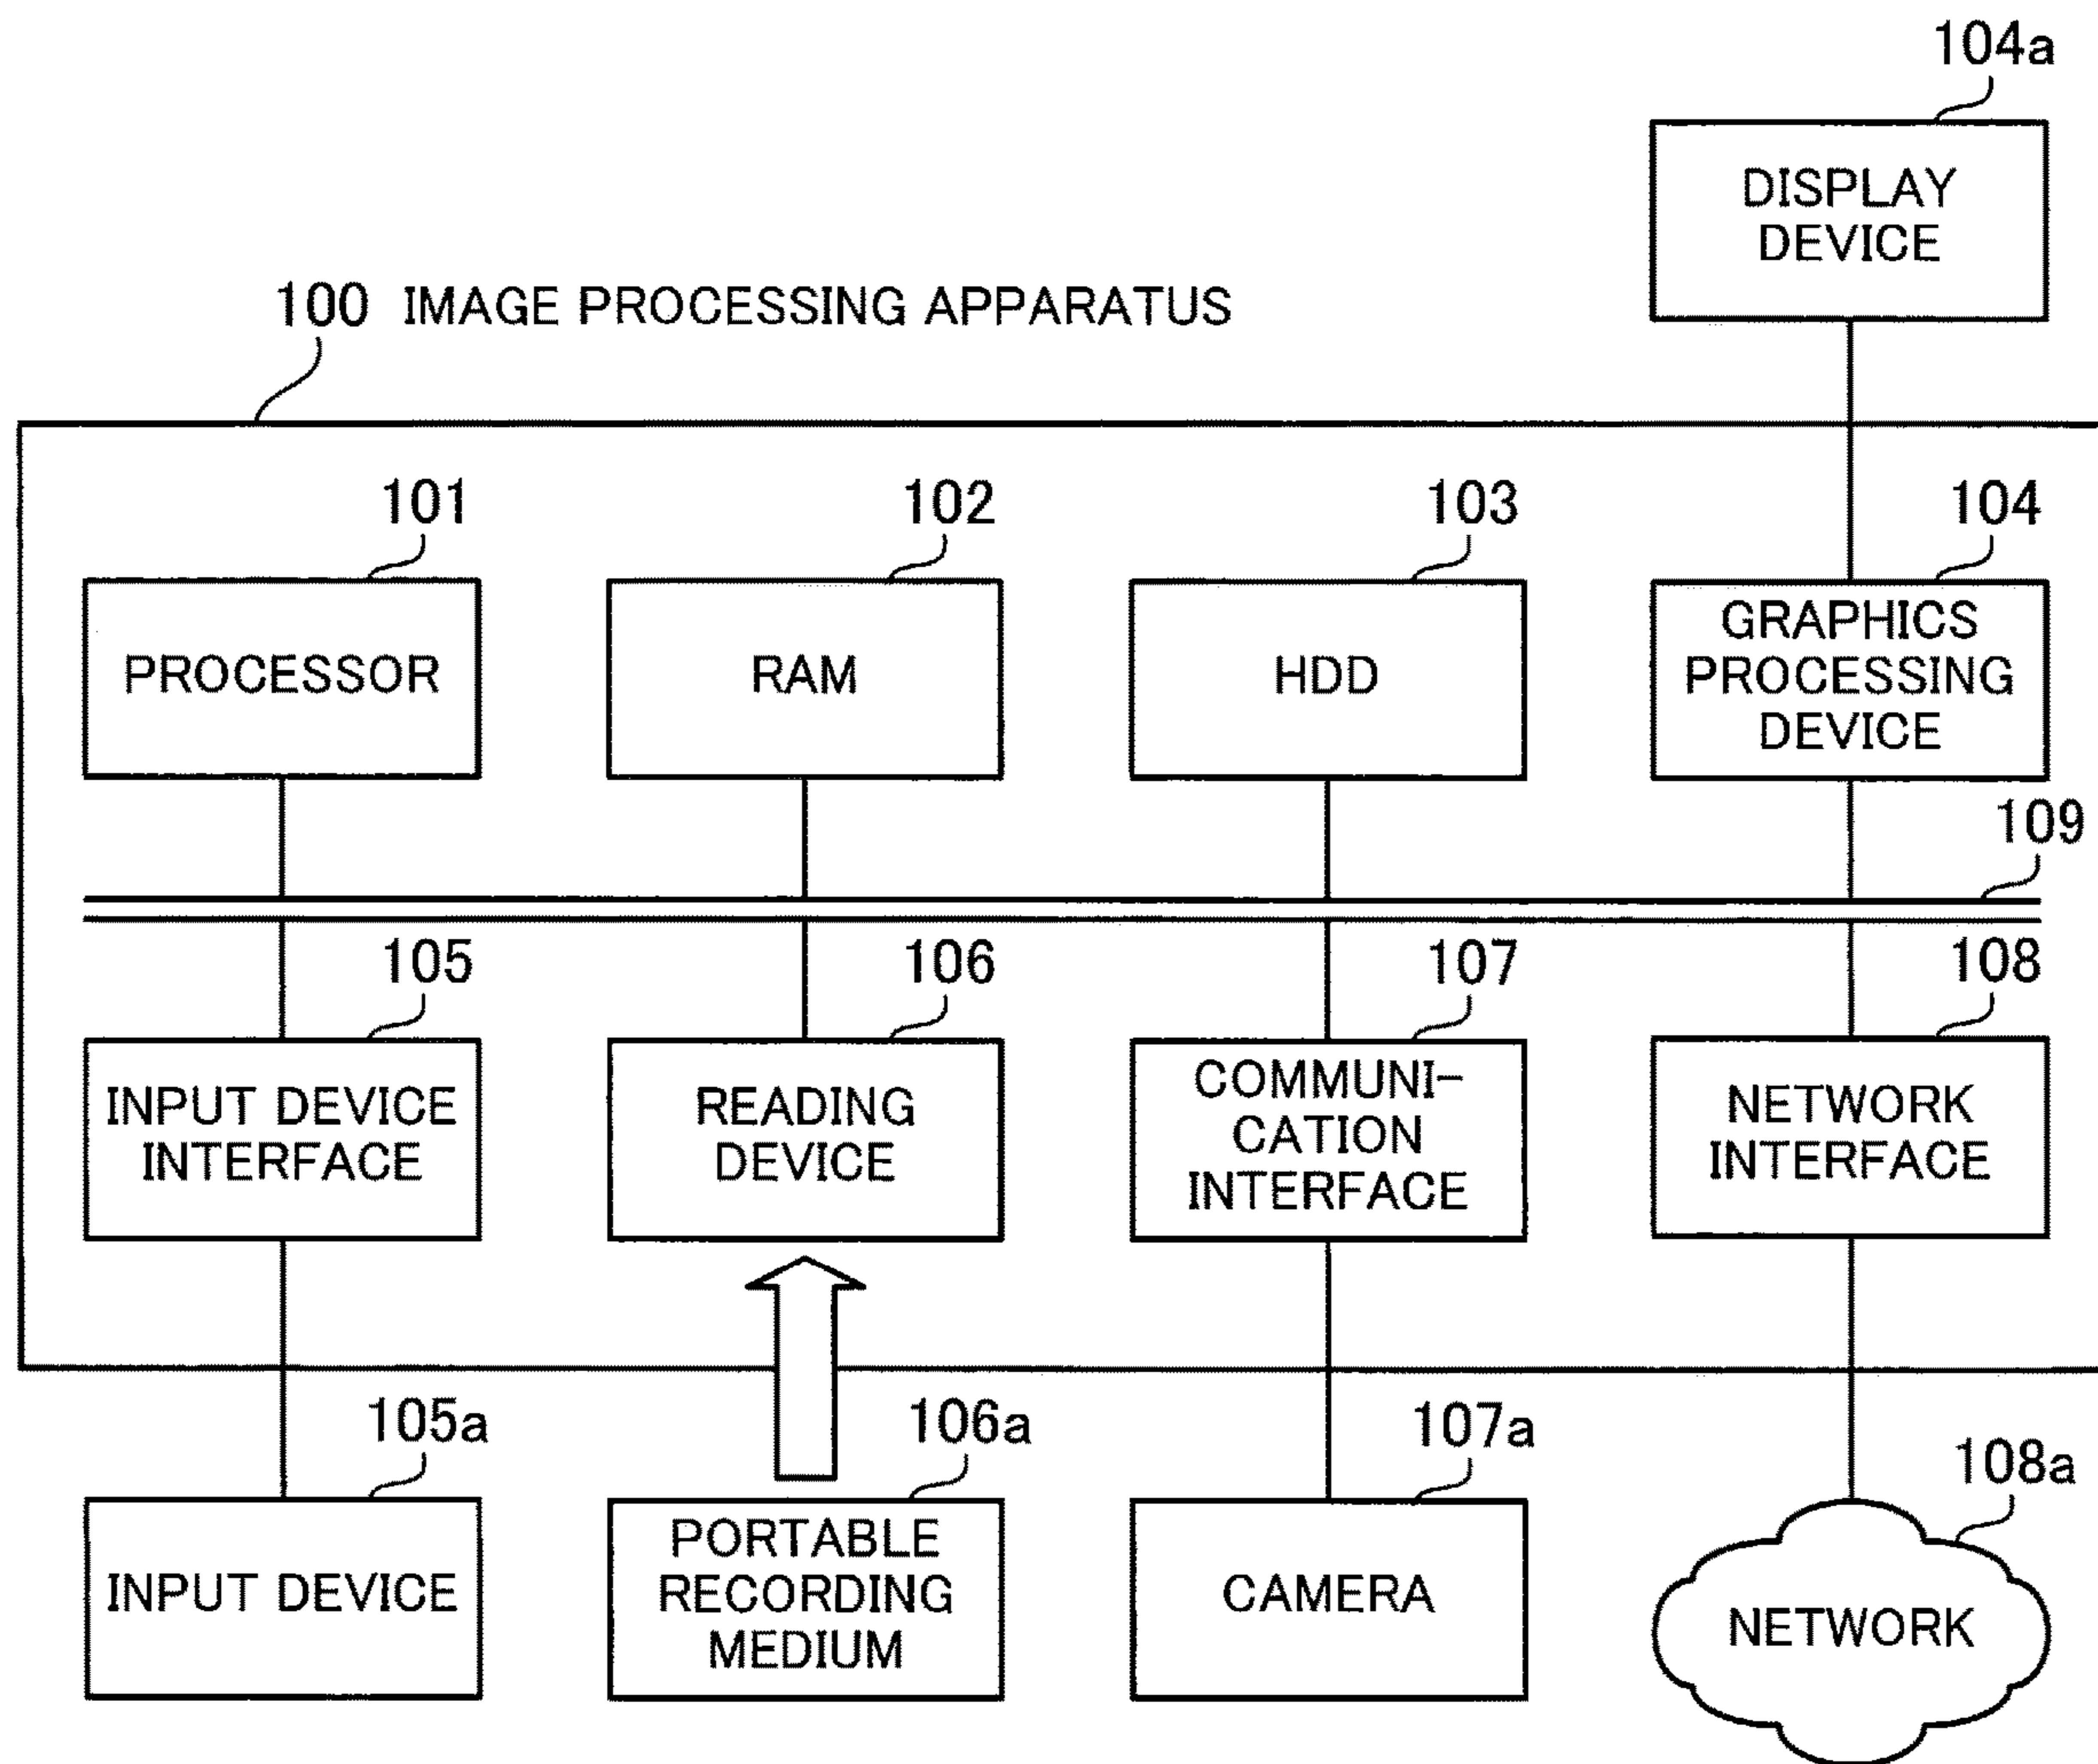 104a
DISPLAY
DEVICE
100 IMAGE PROCESSING APPARATUS
101
102
103
104
PROCESSOR
RAM
HDD
GRAPHICS
PROCESSING
DEVICE
109
105
106
107
108
INPUT DEVICE
INTERFACE
READING
DEVICE
COMMUNI-
CATION
INTERFACE
NETWORK
INTERFACE
105a
106a
107a
108a
INPUT DEVICE
PORTABLE
RECORDING
MEDIUM
CAMERA
NETWORK